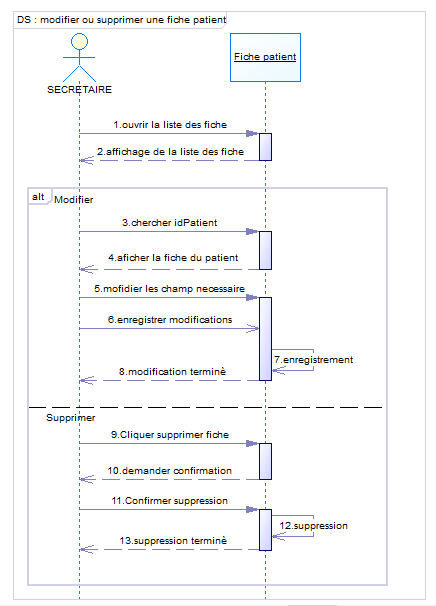 DS : modifier ou supprimer une fiche patient
Fiche patient
SECRETAIRE
1.ouvrir la liste des fiche
2.affichage de la liste des fiche
alt
Modifier
3.chercher idPatient
4.aficher la fiche du patient
5.mofidier les champ necessaire
6.enregistrer modifications
7.enregistrement
8.modification terminè
Supprimer
9.Cliquer supprimer fiche
10.demander confirmation
11.Confirmer suppression
12.suppression
13.suppression terminè